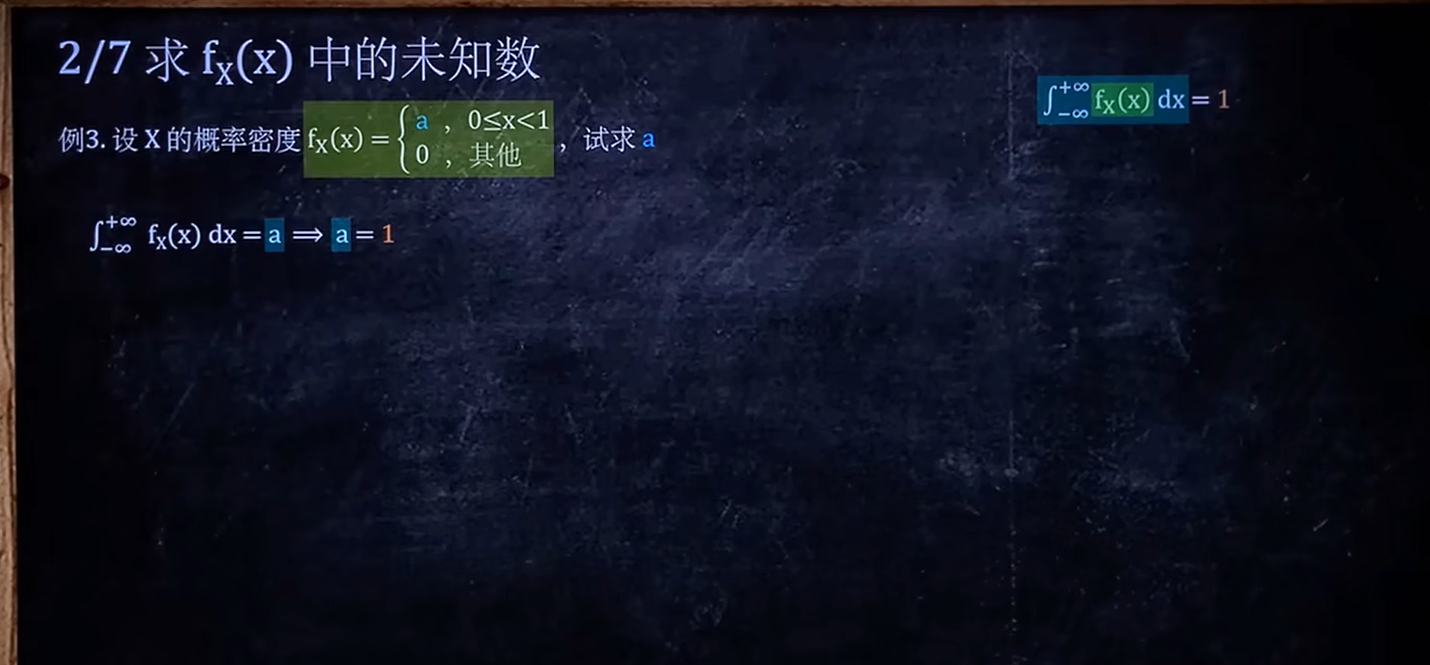 2/7 求 fX(x) 中的未知数
∫−∞+∞ fX(x) dx = 1
例3. 设 X 的概率密度 fX(x) = { a , 0≤x<1
0 , 其他 , 试求 a
∫−∞+∞ fX(x) dx = a ⟹ a = 1